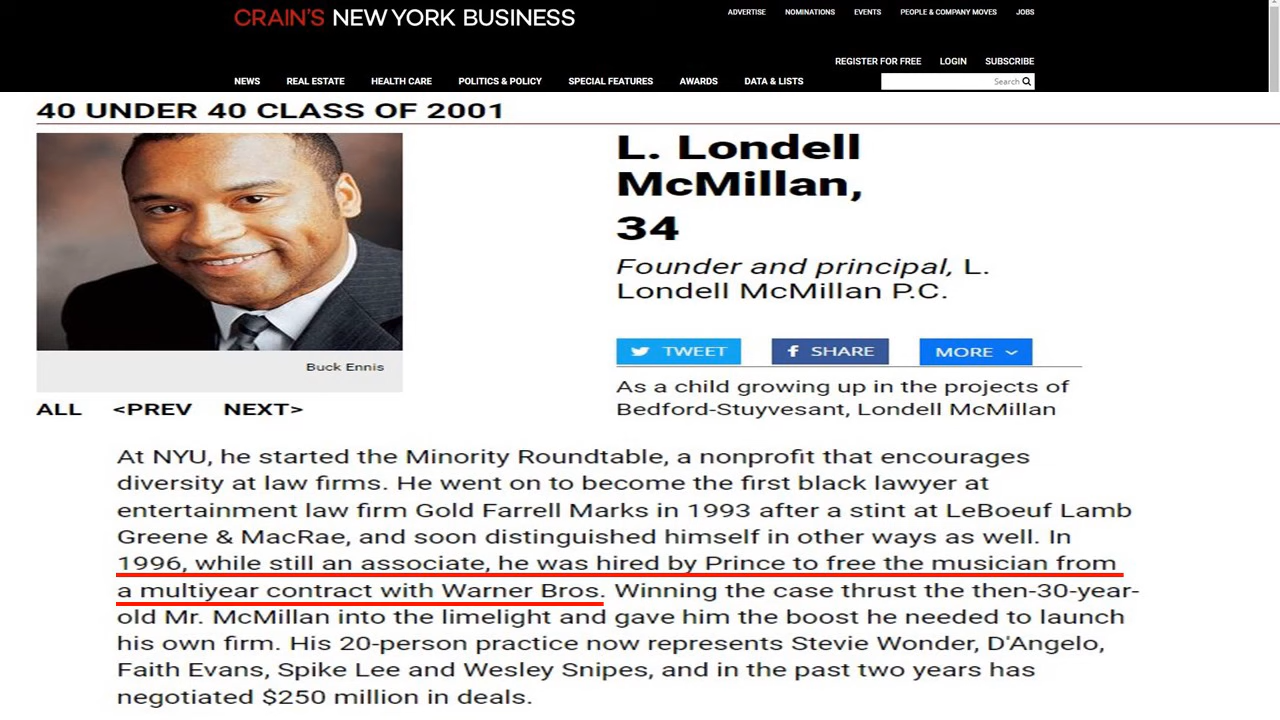 CRAIN'S NEW YORK BUSINESS
ADVERTISE NOMINATIONS EVENTS PEOPLE & COMPANY MOVES JOBS
REGISTER FOR FREE LOGIN SUBSCRIBE
NEWS REAL ESTATE HEALTH CARE POLITICS & POLICY SPECIAL FEATURES AWARDS DATA & LISTS
Search
40 UNDER 40 CLASS OF 2001
L. Londell
McMillan,
34
Founder and principal, L.
Londell McMillan P.C.
TWEET SHARE MORE
Buck Ennis
As a child growing up in the projects of
Bedford-Stuyvesant, Londell McMillan
ALL <PREV NEXT>
At NYU, he started the Minority Roundtable, a nonprofit that encourages
diversity at law firms. He went on to become the first black lawyer at
entertainment law firm Gold Farrell Marks in 1993 after a stint at LeBoeuf Lamb
Greene & MacRae, and soon distinguished himself in other ways as well. In
1996, while still an associate, he was hired by Prince to free the musician from
a multiyear contract with Warner Bros. Winning the case thrust the then-30-year-
old Mr. McMillan into the limelight and gave him the boost he needed to launch
his own firm. His 20-person practice now represents Stevie Wonder, D'Angelo,
Faith Evans, Spike Lee and Wesley Snipes, and in the past two years has
negotiated $250 million in deals.